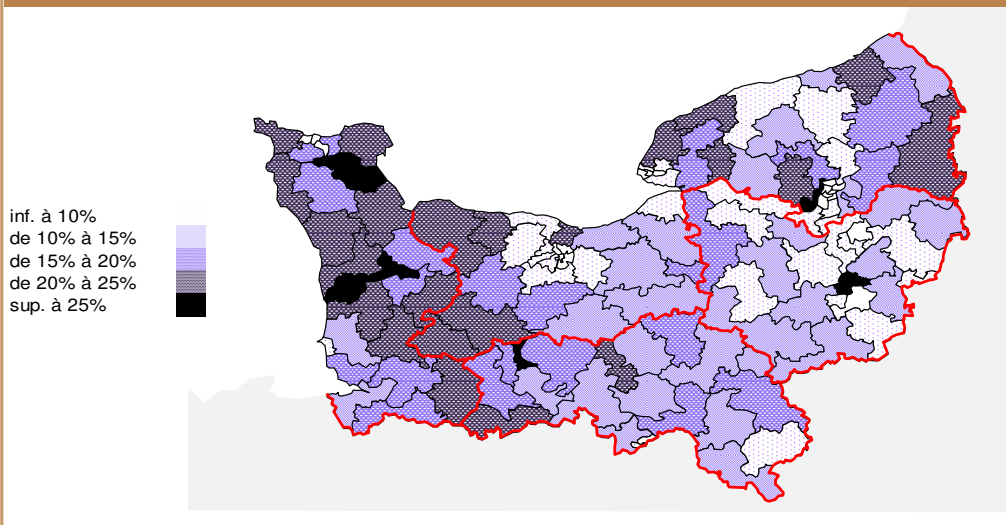 inf. à 10%
de 10% à 15%
de 15% à 20%
de 20% à 25%
sup. à 25%